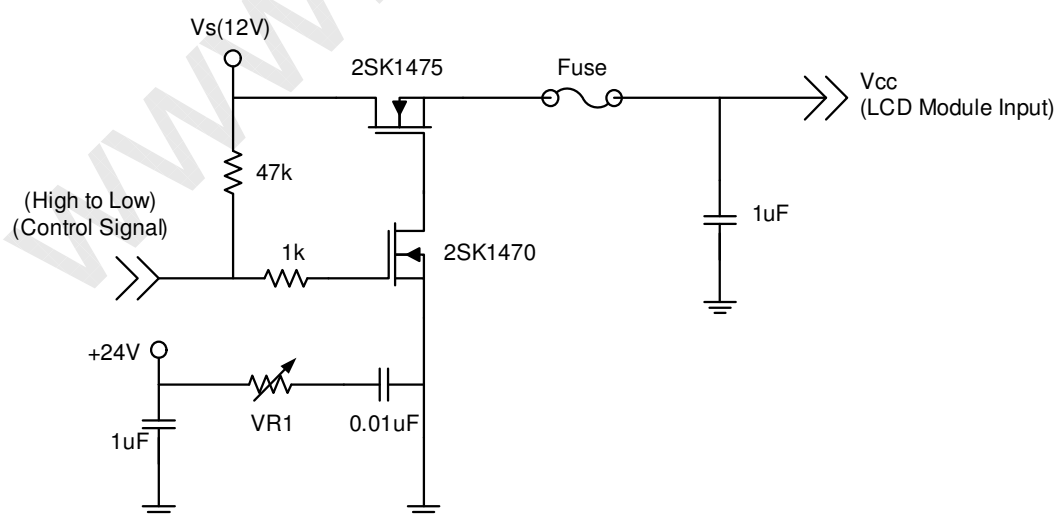 www.
Vs(12V)
2SK1475
Fuse
Vcc
(LCD Module Input)
47k
(High to Low)
(Control Signal)
1k
2SK1470
1uF
+24V
VR1
0.01uF
1uF